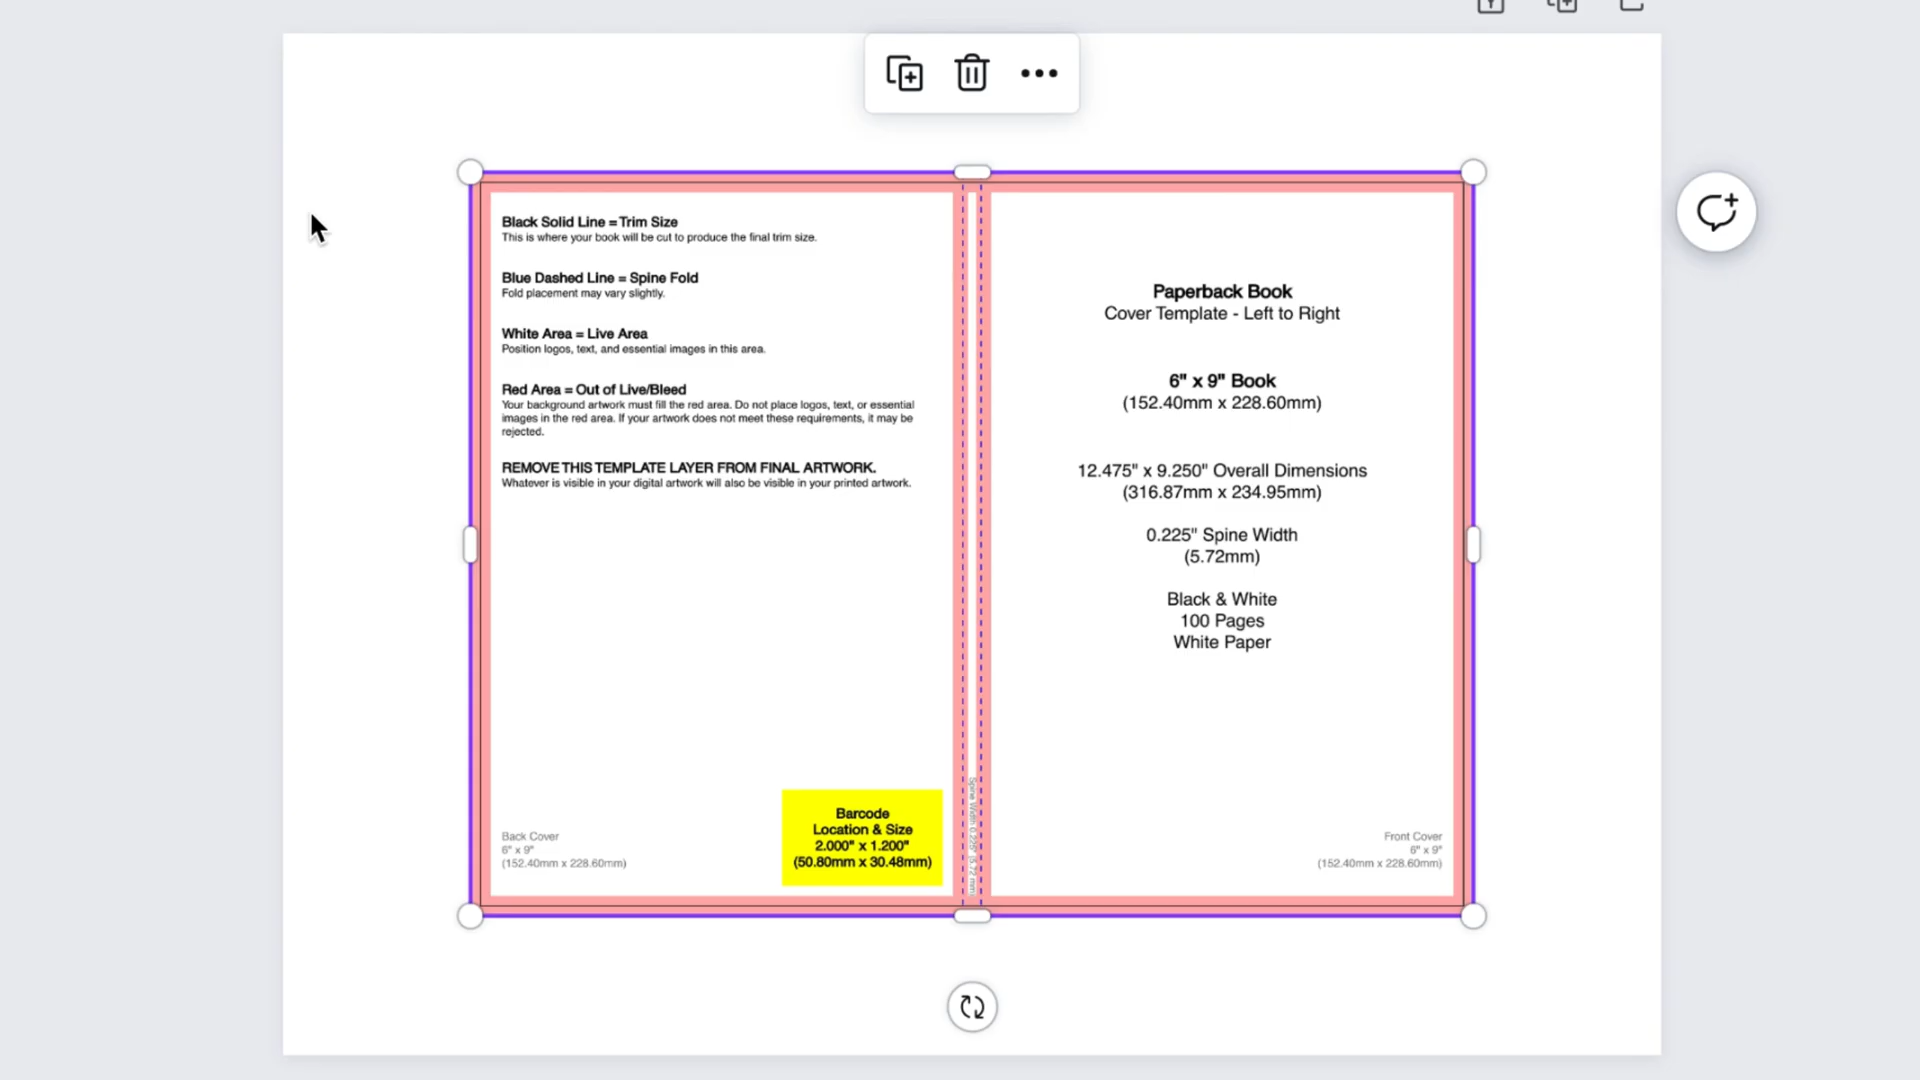 Black Solid Line = Trim Size
This is where your book will be cut to produce the final trim size.
Blue Dashed Line = Spine Fold
Fold placement may vary slightly.
White Area = Live Area
Position logos, text, and essential images in this area.
Red Area = Out of Live/Bleed
Your background artwork must fill the red area. Do not place logos, text, or essential
images in the red area. If your artwork does not meet these requirements, it may be
rejected.
REMOVE THIS TEMPLATE LAYER FROM FINAL ARTWORK.
Whatever is visible in your digital artwork will also be visible in your printed artwork.
Back Cover
6" x 9"
(152.40mm x 228.60mm)
Barcode
Location & Size
2.000" x 1.200"
(50.80mm x 30.48mm)
Spine Width 0.225" (5.72 mm)
Paperback Book
Cover Template - Left to Right
6" x 9" Book
(152.40mm x 228.60mm)
12.475" x 9.250" Overall Dimensions
(316.87mm x 234.95mm)
0.225" Spine Width
(5.72mm)
Black & White
100 Pages
White Paper
Front Cover
6" x 9"
(152.40mm x 228.60mm)